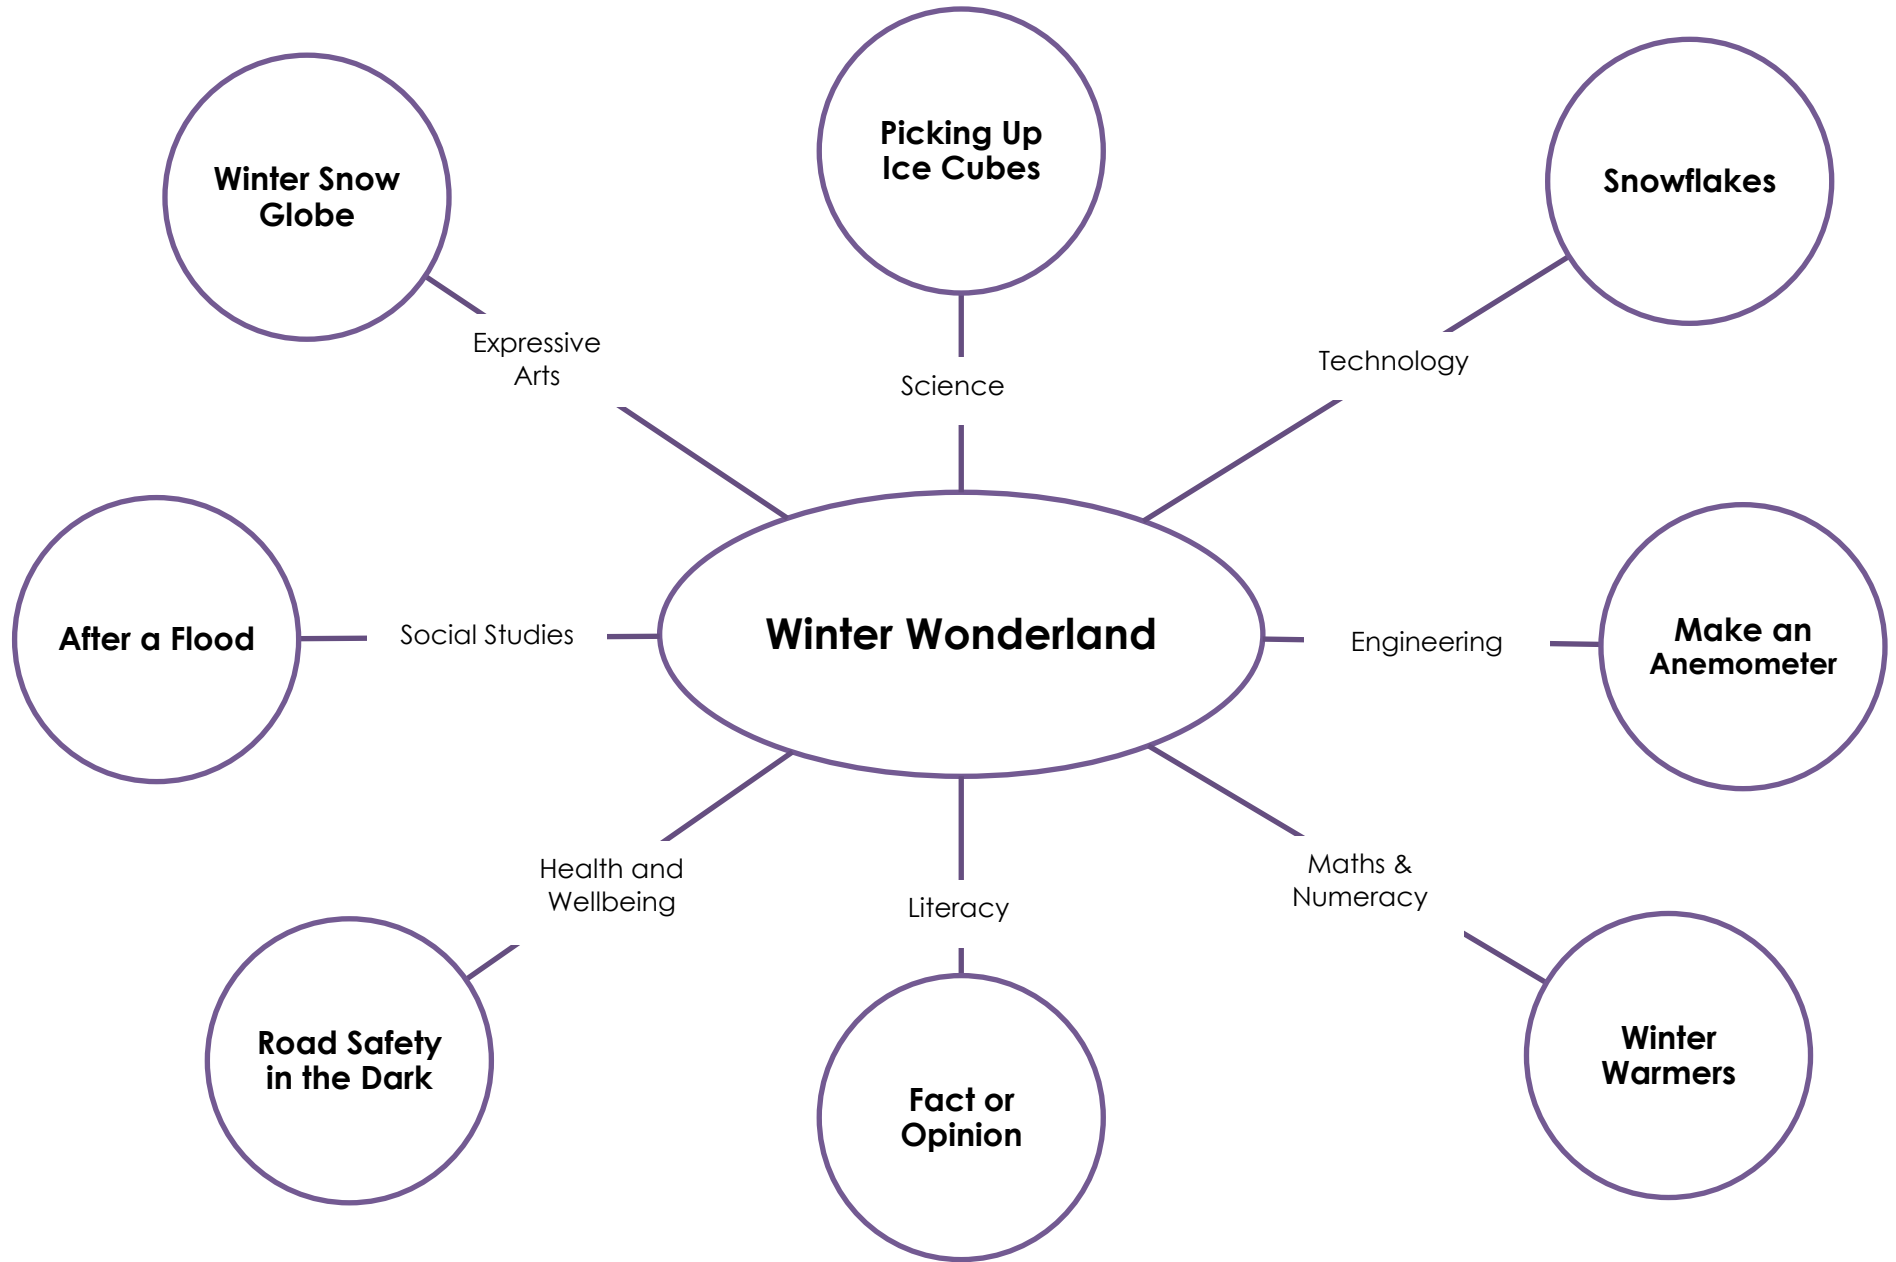 Picking Up
Ice Cubes
Winter Snow
Globe
Snowflakes
Expressive
Arts
Science
Technology
After a Flood
Social Studies
Winter Wonderland
Engineering
Make an
Anemometer
Health and
Wellbeing
Literacy
Maths &
Numeracy
Road Safety
in the Dark
Fact or
Opinion
Winter
Warmers